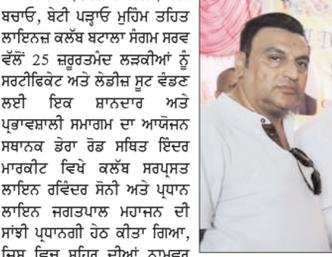 ਬਚਾਓ, ਬੇਟੀ ਪੜ੍ਹਾਓ ਮੁਹਿੰਮ ਤਹਿਤ
ਲਾਇਨਜ਼ ਕਲੱਬ ਬਟਾਲਾ ਸੰਗਮ ਸਰਵ
ਵੱਲੋਂ 25 ਜ਼ਰੂਰਤਮੰਦ ਲੜਕੀਆਂ ਨੂੰ
ਸਰਟੀਫਿਕੇਟ ਅਤੇ ਲੇਡੀਜ਼ ਸੂਟ ਵੰਡਣ
ਲਈ ਇਕ ਸ਼ਾਨਦਾਰ ਅਤੇ
ਪ੍ਰਭਾਵਸ਼ਾਲੀ ਸਮਾਗਮ ਦਾ ਆਯੋਜਨ
ਸਥਾਨਕ ਡੇਰਾ ਰੋਡ ਸਥਿਤ ਇੰਦਰ
ਮਾਰਕੀਟ ਵਿਖੇ ਕਲੱਬ ਸਰਪ੍ਰਸਤ
ਲਾਇਨ ਰਵਿੰਦਰ ਸੋਨੀ ਅਤੇ ਪ੍ਰਧਾਨ
ਲਾਇਨ ਜਗਤਪਾਲ ਮਹਾਜਨ ਦੀ
ਸਾਂਝੀ ਪ੍ਰਧਾਨਗੀ ਹੇਠ ਕੀਤਾ ਗਿਆ,
ਜਿਸ ਵਿਚ ਸ਼ਹਿਰ ਦੀਆਂ ਨਾਮਵਰ